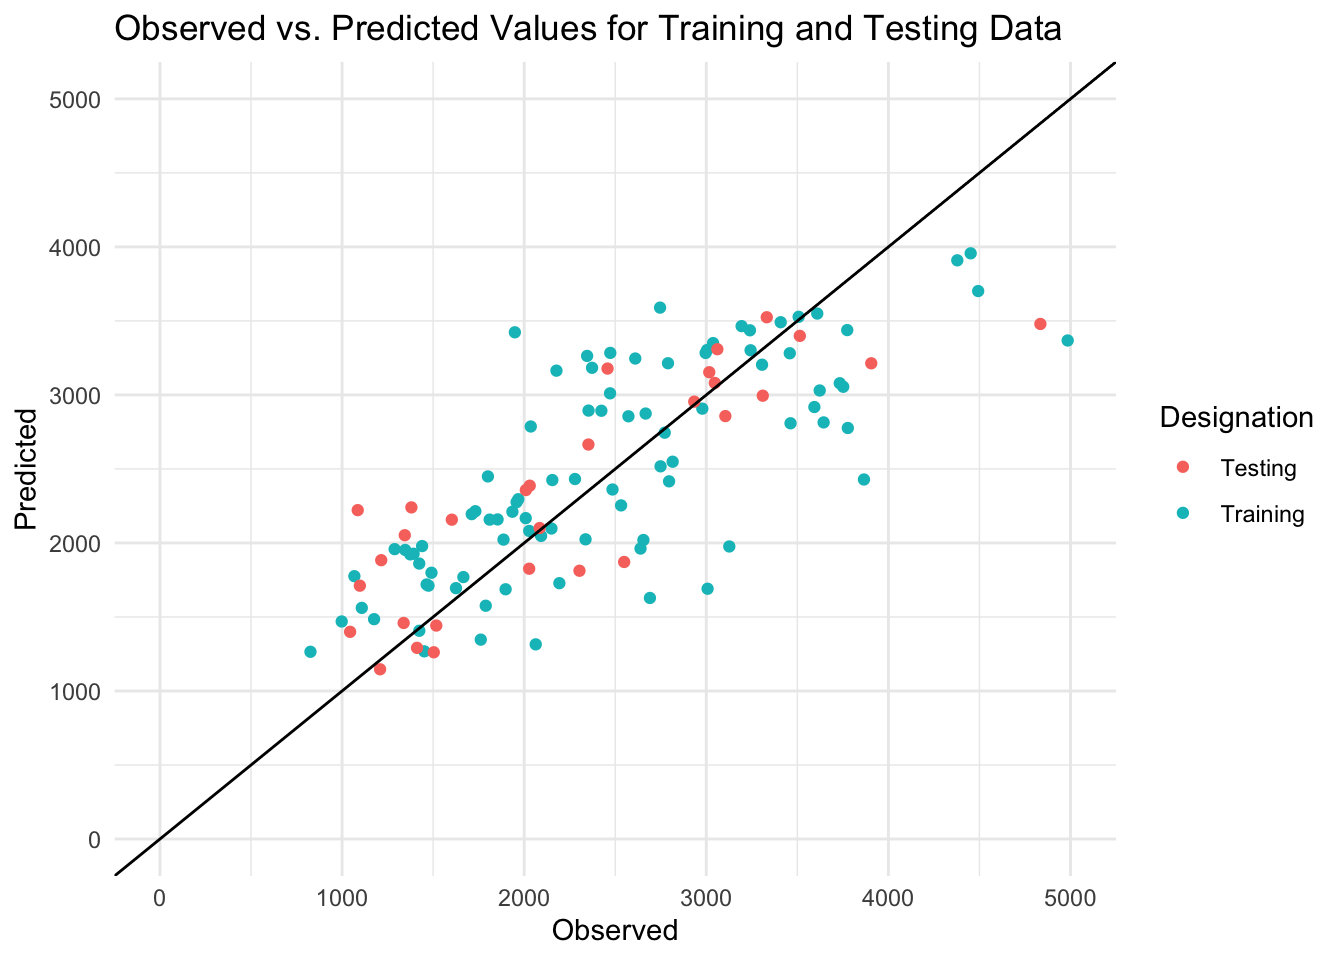 Observed vs. Predicted Values for Training and Testing Data
5000
4000
3000
2000
1000
0
Predicted
0 1000 2000 3000 4000 5000
Observed
Designation
Testing
Training